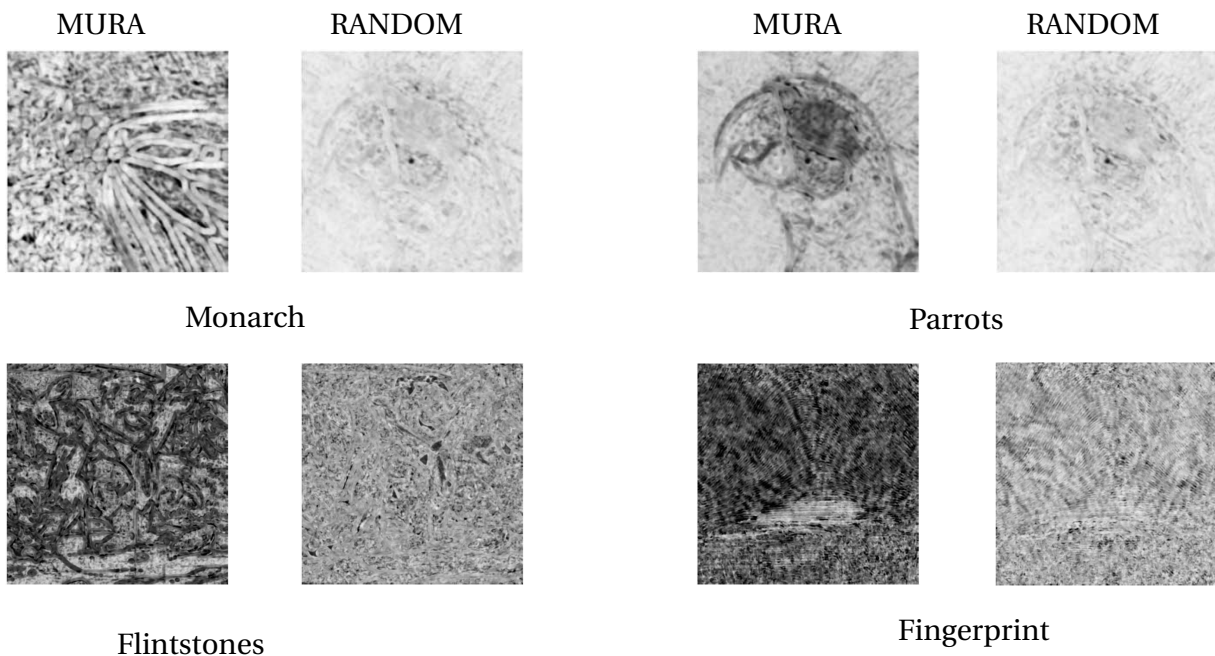 MURA
RANDOM
MURA
RANDOM
Monarch
Parrots
Flintstones
Fingerprint